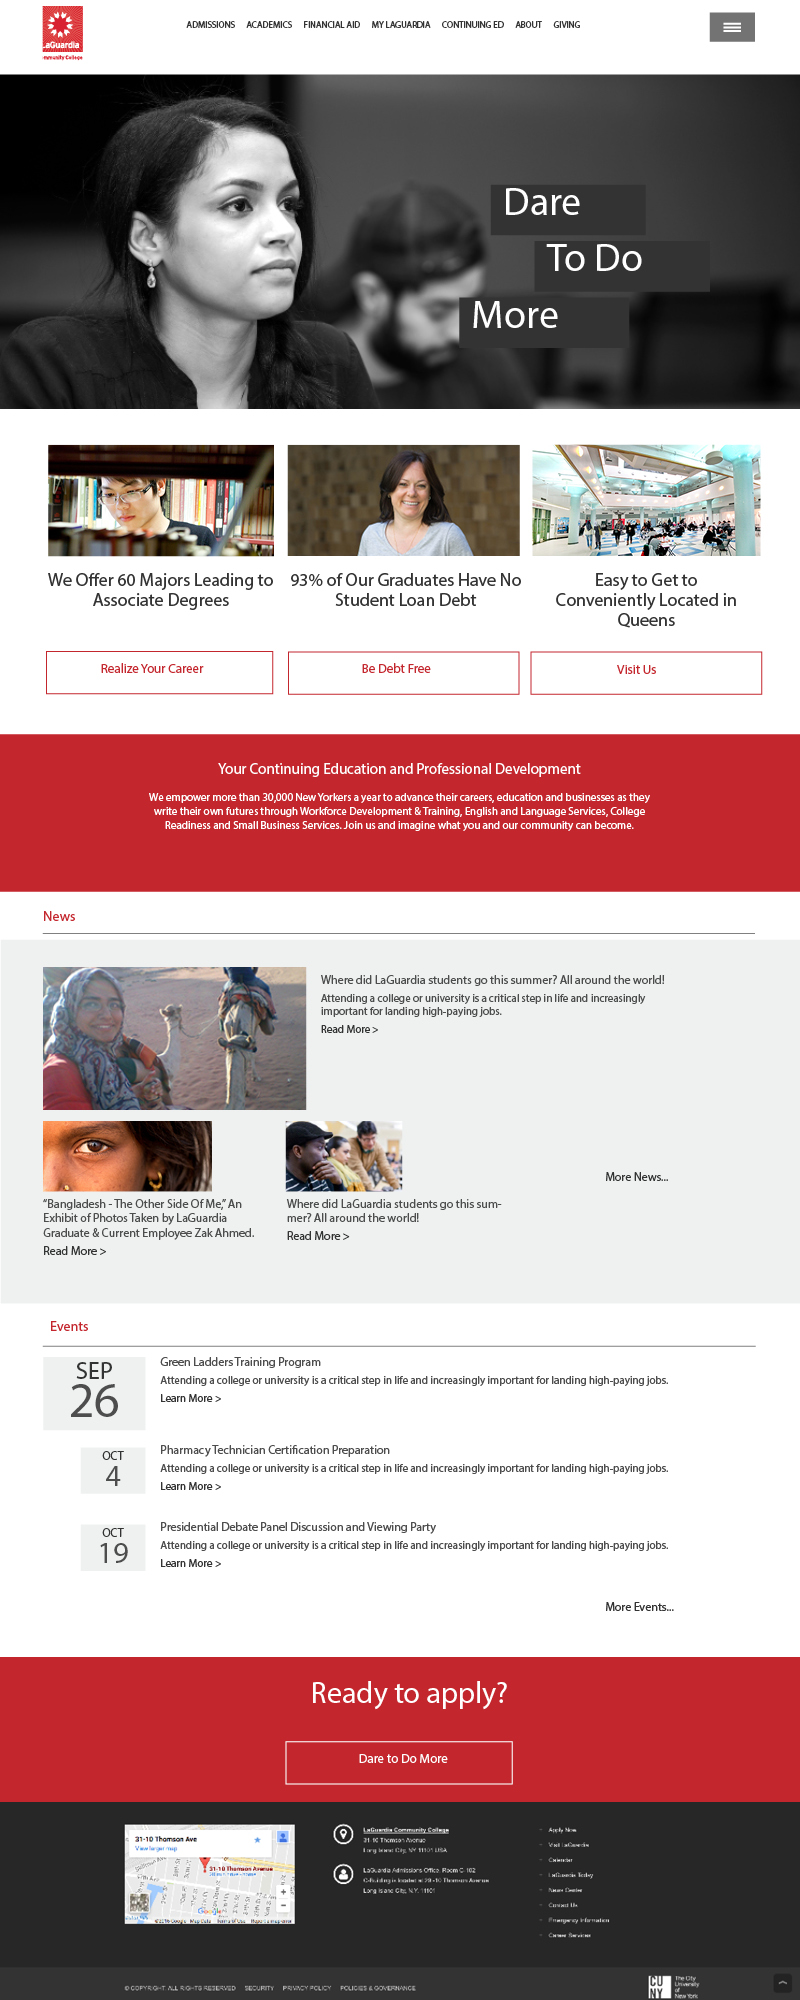 LaGuardia
Community College
ADMISSIONS ACADEMICS FINANCIAL AID MY LAGUARDIA CONTINUING ED ABOUT GIVING
Dare
To Do
More
We Offer 60 Majors Leading to
Associate Degrees
93% of Our Graduates Have No
Student Loan Debt
Easy to Get to
Conveniently Located in
Queens
Realize Your Career
Be Debt Free
Visit Us
Your Continuing Education and Professional Development
We empower more than 30,000 New Yorkers a year to advance their careers, education and businesses as they
write their own futures through Workforce Development & Training, English and Language Services, College
Readiness and Small Business Services. Join us and imagine what you and our community can become.
News
Where did LaGuardia students go this summer? All around the world!
Attending a college or university is a critical step in life and increasingly
important for landing high-paying jobs.
Read More >
“Bangladesh - The Other Side Of Me,” An
Exhibit of Photos Taken by LaGuardia
Graduate & Current Employee Zak Ahmed.
Read More >
Where did LaGuardia students go this sum-
mer? All around the world!
Read More >
More News...
Events
SEP
26
Green Ladders Training Program
Attending a college or university is a critical step in life and increasingly important for landing high-paying jobs.
Learn More >
OCT
4
Pharmacy Technician Certification Preparation
Attending a college or university is a critical step in life and increasingly important for landing high-paying jobs.
Learn More >
OCT
19
Presidential Debate Panel Discussion and Viewing Party
Attending a college or university is a critical step in life and increasingly important for landing high-paying jobs.
Learn More >
More Events...
Ready to apply?
Dare to Do More
31-10 Thomson Ave
View larger map
31-10 Thomson Avenue
Google
©2016 Google Map Data Terms of Use Report a map error
LaGuardia Community College
31-10 Thomson Avenue
Long Island City, NY 11101 USA
LaGuardia Admissions Office, Room C-102
C-Building is located at 29-10 Thomson Avenue
Long Island City, N.Y. 11101
Apply Now
Visit LaGuardia
Calendar
LaGuardia Today
News Center
Contact Us
Emergency Information
Career Services
© COPYRIGHT: ALL RIGHTS RESERVED SECURITY PRIVACY POLICY POLICIES & GOVERNANCE
CU
NY
The City
University
of
New York